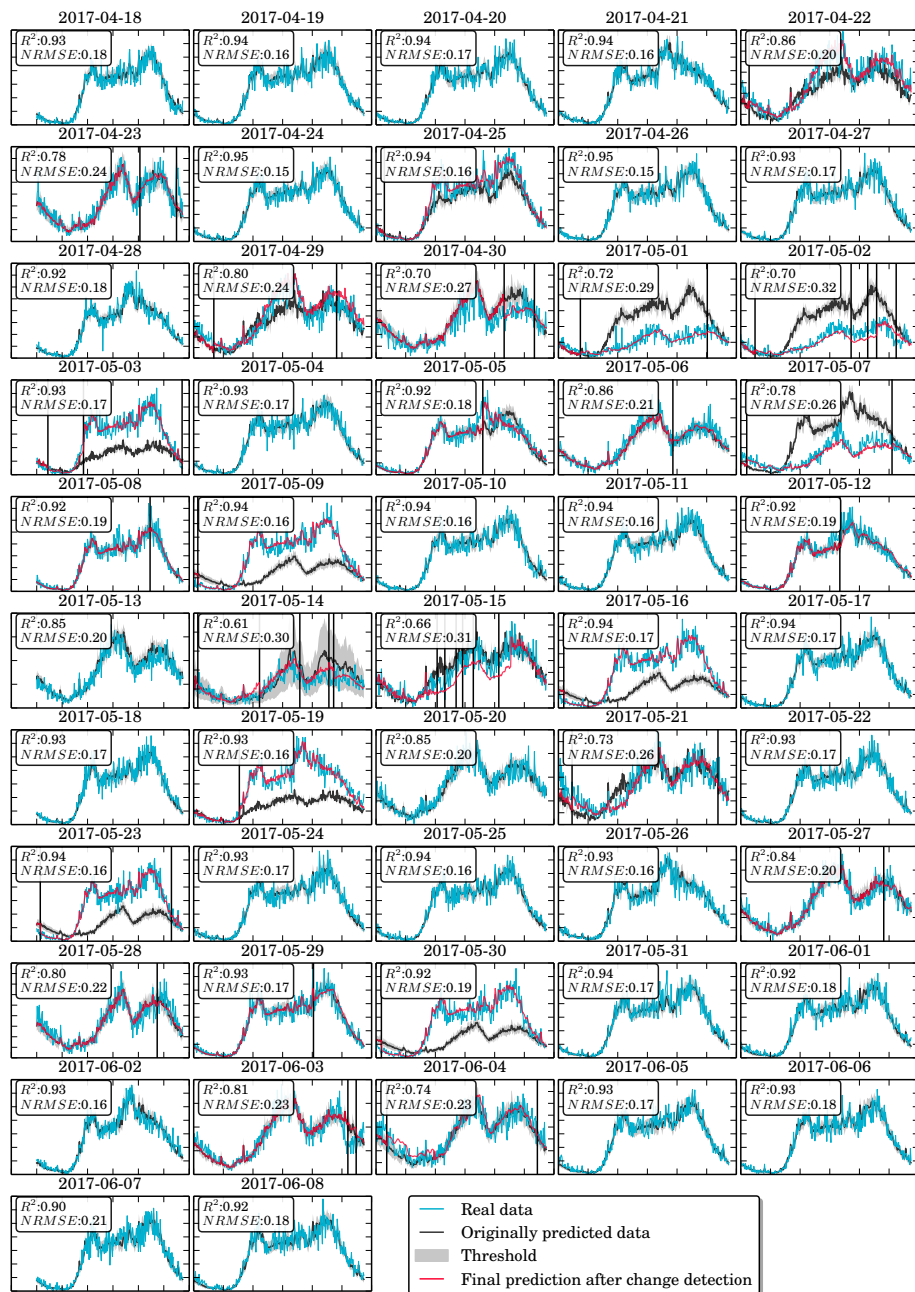 2017-04-18 2017-04-19 2017-04-20 2017-04-21 2017-04-22
R²:0.93 R²:0.94 R²:0.94 R²:0.94 R²:0.86
NRMSE:0.18 NRMSE:0.16 NRMSE:0.17 NRMSE:0.16 NRMSE:0.20
2017-04-23 2017-04-24 2017-04-25 2017-04-26 2017-04-27
R²:0.78 R²:0.95 R²:0.94 R²:0.95 R²:0.93
NRMSE:0.24 NRMSE:0.15 NRMSE:0.16 NRMSE:0.15 NRMSE:0.17
2017-04-28 2017-04-29 2017-04-30 2017-05-01 2017-05-02
R²:0.92 R²:0.80 R²:0.70 R²:0.72 R²:0.70
NRMSE:0.18 NRMSE:0.24 NRMSE:0.27 NRMSE:0.29 NRMSE:0.32
2017-05-03 2017-05-04 2017-05-05 2017-05-06 2017-05-07
R²:0.93 R²:0.93 R²:0.92 R²:0.86 R²:0.78
NRMSE:0.17 NRMSE:0.17 NRMSE:0.18 NRMSE:0.21 NRMSE:0.26
2017-05-08 2017-05-09 2017-05-10 2017-05-11 2017-05-12
R²:0.92 R²:0.94 R²:0.94 R²:0.94 R²:0.92
NRMSE:0.19 NRMSE:0.16 NRMSE:0.16 NRMSE:0.16 NRMSE:0.19
2017-05-13 2017-05-14 2017-05-15 2017-05-16 2017-05-17
R²:0.85 R²:0.61 R²:0.66 R²:0.94 R²:0.94
NRMSE:0.20 NRMSE:0.30 NRMSE:0.31 NRMSE:0.17 NRMSE:0.17
2017-05-18 2017-05-19 2017-05-20 2017-05-21 2017-05-22
R²:0.93 R²:0.93 R²:0.85 R²:0.73 R²:0.93
NRMSE:0.17 NRMSE:0.16 NRMSE:0.20 NRMSE:0.26 NRMSE:0.17
2017-05-23 2017-05-24 2017-05-25 2017-05-26 2017-05-27
R²:0.94 R²:0.93 R²:0.94 R²:0.93 R²:0.84
NRMSE:0.16 NRMSE:0.17 NRMSE:0.16 NRMSE:0.16 NRMSE:0.20
2017-05-28 2017-05-29 2017-05-30 2017-05-31 2017-06-01
R²:0.80 R²:0.93 R²:0.92 R²:0.94 R²:0.92
NRMSE:0.22 NRMSE:0.17 NRMSE:0.19 NRMSE:0.17 NRMSE:0.18
2017-06-02 2017-06-03 2017-06-04 2017-06-05 2017-06-06
R²:0.93 R²:0.81 R²:0.74 R²:0.93 R²:0.93
NRMSE:0.16 NRMSE:0.23 NRMSE:0.23 NRMSE:0.17 NRMSE:0.18
2017-06-07 2017-06-08
R²:0.90 R²:0.92
NRMSE:0.21 NRMSE:0.18
Real data
Originally predicted data
Threshold
Final prediction after change detection